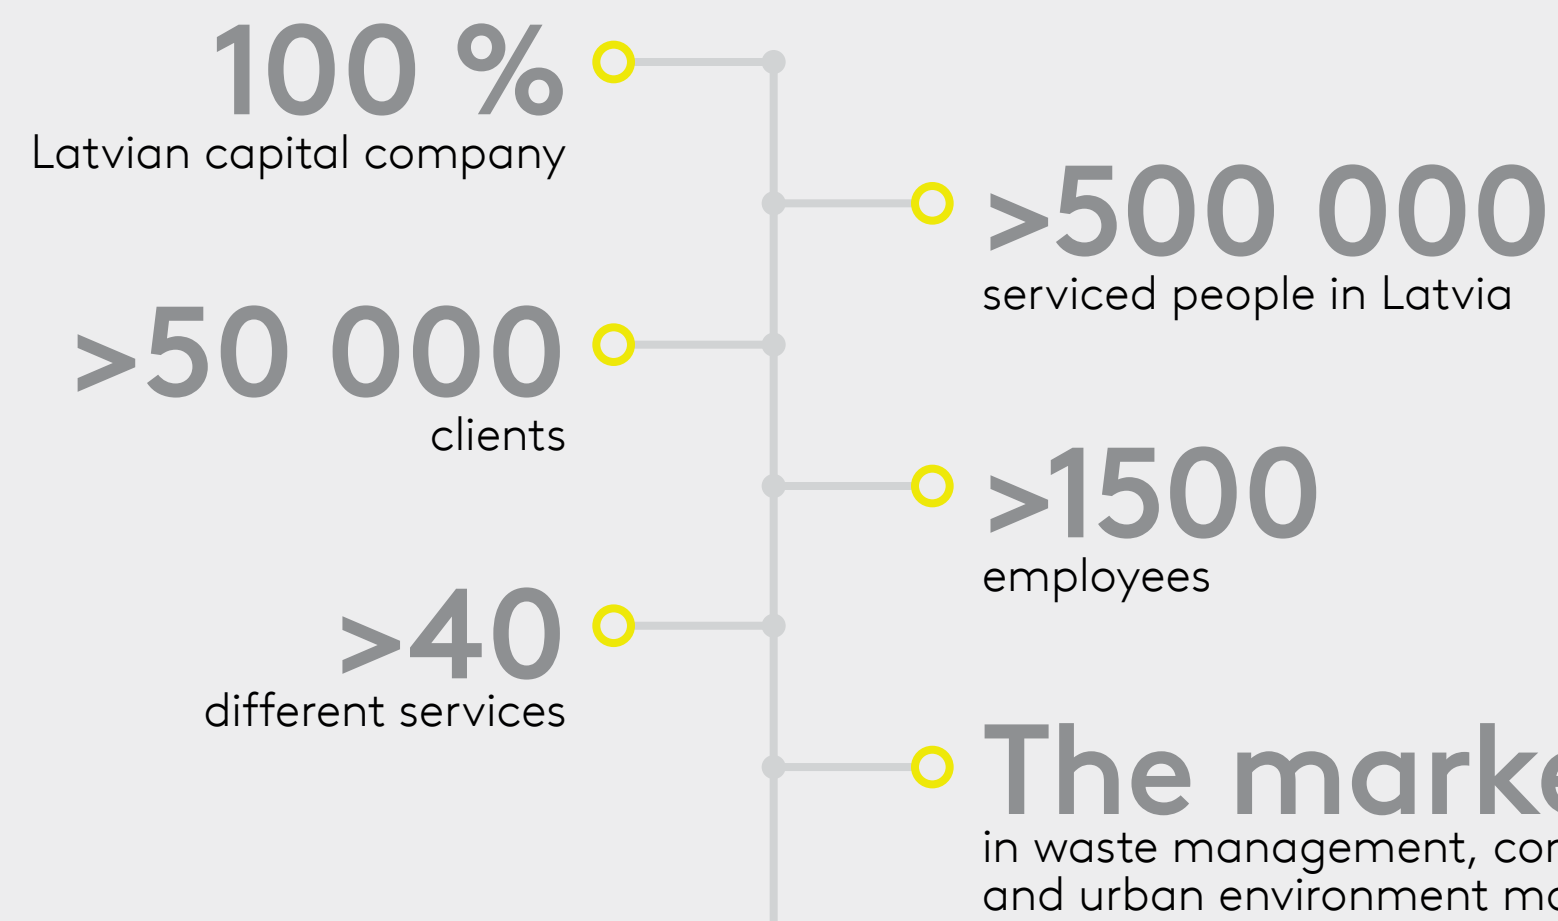 100 %
Latvian capital company
>500 000
serviced people in Latvia
>50 000
clients
>1500
employees
>40
different services
The
in waste management,
and urban environment